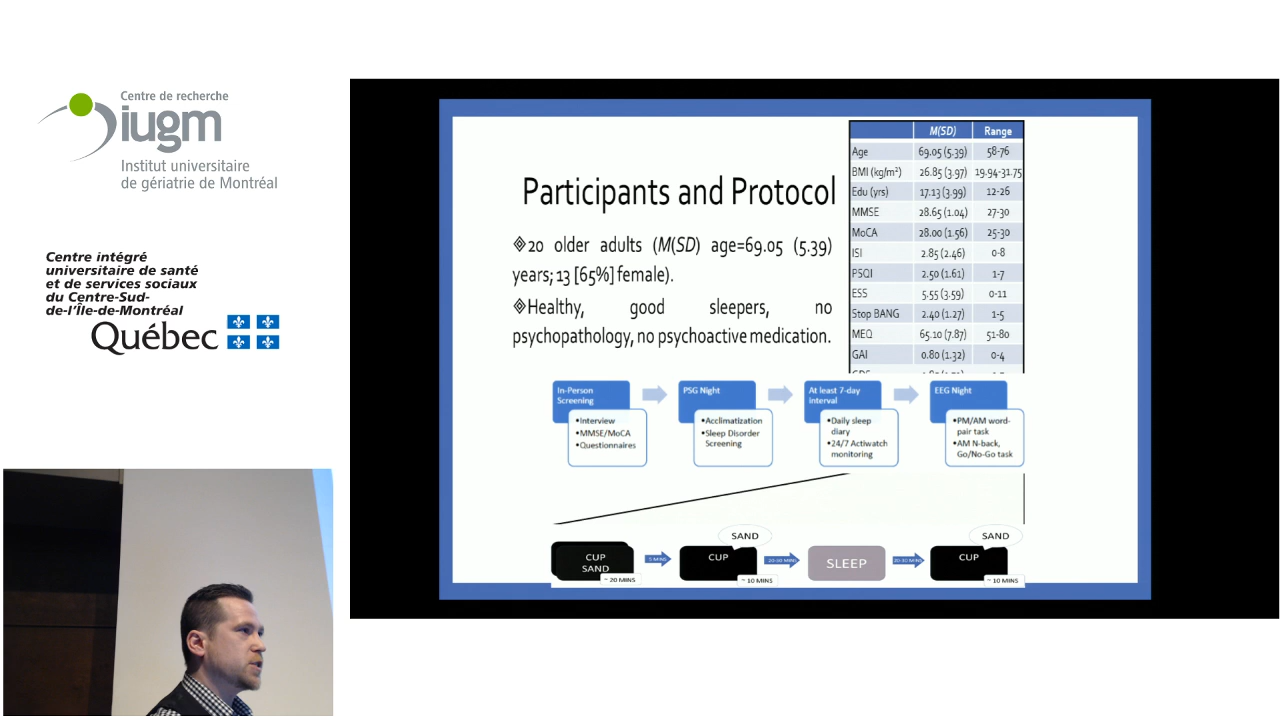 Centre de recherche
iugm
Institut universitaire
de gériatrie de Montréal
Centre intégré
universitaire de santé
et de services sociaux
du Centre-Sud-
de-l'Île-de-Montréal
Québec
Participants and Protocol
20 older adults (M(SD) age=69.05 (5.39)
years; 13 [65%] female).
Healthy, good sleepers, no
psychopathology, no psychoactive medication.
M(SD) Range
Age 69.05 (5.39) 58-76
BMI (kg/m²) 26.85 (3.97) 19.94-31.75
Edu (yrs) 17.13 (3.99) 12-26
MMSE 28.65 (1.04) 27-30
MoCA 28.00 (1.56) 25-30
ISI 2.85 (2.46) 0-8
PSQI 2.50 (1.61) 1-7
ESS 5.55 (3.59) 0-11
Stop BANG 2.40 (1.27) 1-5
MEQ 65.10 (7.87) 51-80
GAI 0.80 (1.32) 0-4
In-Person
Screening
•Interview
•MMSE/MoCA
•Questionnaires
PSG Night
•Acclimatization
•Sleep Disorder
Screening
At least 7-day
interval
•Daily sleep
diary
•24/7 Actiwatch
monitoring
EEG Night
•PM/AM word-
pair task
•AM N-back,
Go/No-Go task
CUP
SAND
~ 20 MINS
5 MINS
SAND
CUP
~ 10 MINS
SLEEP
20-30 MINS
SAND
CUP
~ 10 MINS